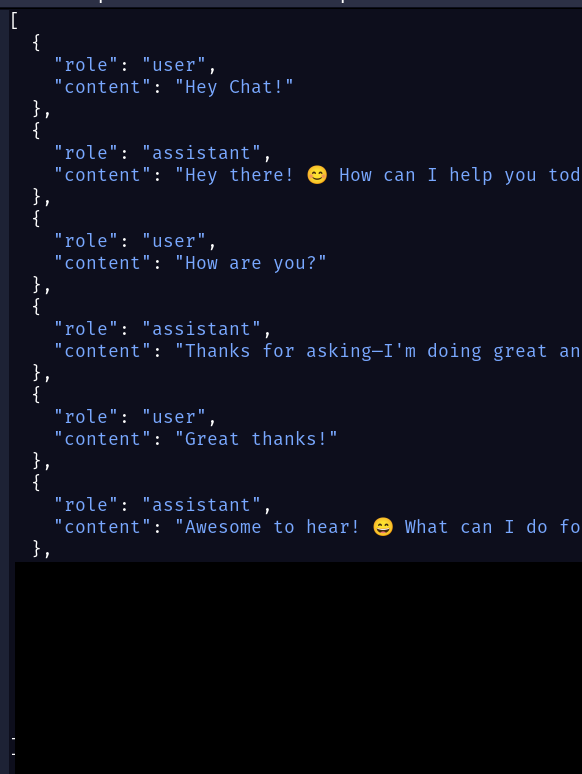 [
  {
    "role": "user",
    "content": "Hey Chat!"
  },
  {
    "role": "assistant",
    "content": "Hey there! 😊 How can I help you tod
  },
  {
    "role": "user",
    "content": "How are you?"
  },
  {
    "role": "assistant",
    "content": "Thanks for asking—I'm doing great an
  },
  {
    "role": "user",
    "content": "Great thanks!"
  },
  {
    "role": "assistant",
    "content": "Awesome to hear! 😄 What can I do fo
  },
]